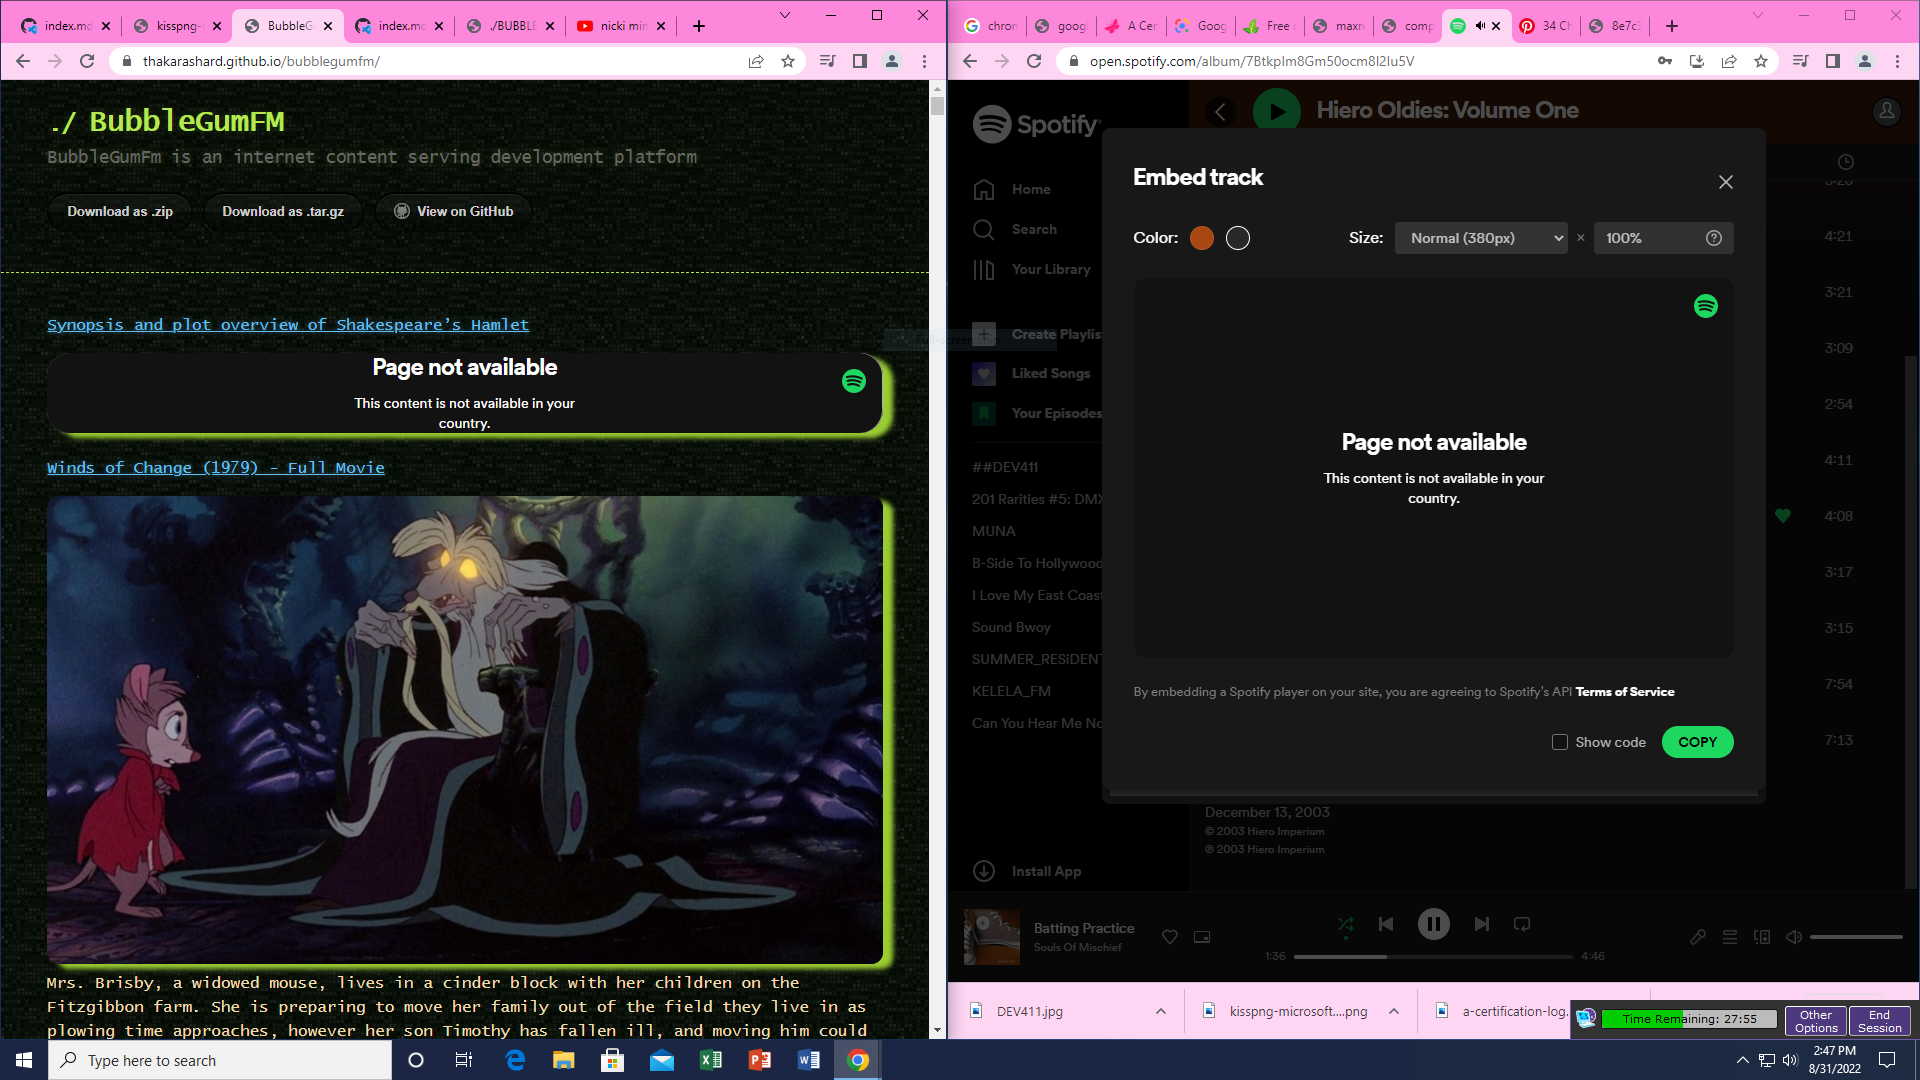 index.md
kisspng-
BubbleG
index.md
./BUBBLE
nicki min
thakarashard.github.io/bubblegumfm/
./ BubbleGumFM
BubbleGumFm is an internet content serving development platform
Download as .zip
Download as .tar.gz
View on GitHub
Synopsis and plot overview of Shakespeare's Hamlet
Page not available
This content is not available in your
country.
Winds of Change (1979) - Full Movie
Mrs. Brisby, a widowed mouse, lives in a cinder block with her children on the
Fitzgibbon farm. She is preparing to move her family out of the field they live in as
plowing time approaches, however her son Timothy has fallen ill, and moving him could
chrom
goog
A Cer
Goog
Free
maxre
comp
34 Ch
8e7c3
open.spotify.com/album/7Btkplm8Gm50ocm8l2lu5V
Spotify
Hiero Oldies: Volume One
Home
Search
Your Library
Create Playlis
Liked Songs
Your Episodes
##DEV411
201 Rarities #5: DMX
MUNA
B-Side To Hollywood
I Love My East Coast
Sound Bwoy
SUMMER_RESiDENT
KELELA_FM
Can You Hear Me No
Install App
Embed track
Color:
Size:
Normal (380px)
×
100%
Page not available
This content is not available in your
country.
By embedding a Spotify player on your site, you are agreeing to Spotify's API Terms of Service
Show code
COPY
4:21
3:21
3:09
2:54
4:11
4:08
3:17
3:15
7:54
7:13
December 13, 2003
© 2003 Hiero Imperium
℗ 2003 Hiero Imperium
Batting Practice
Souls Of Mischief
1:36
4:46
DEV411.jpg
kisspng-microsoft....png
a-certification-log.
Time Remaining: 27:55
Other
Options
End
Session
Type here to search
2:47 PM
8/31/2022